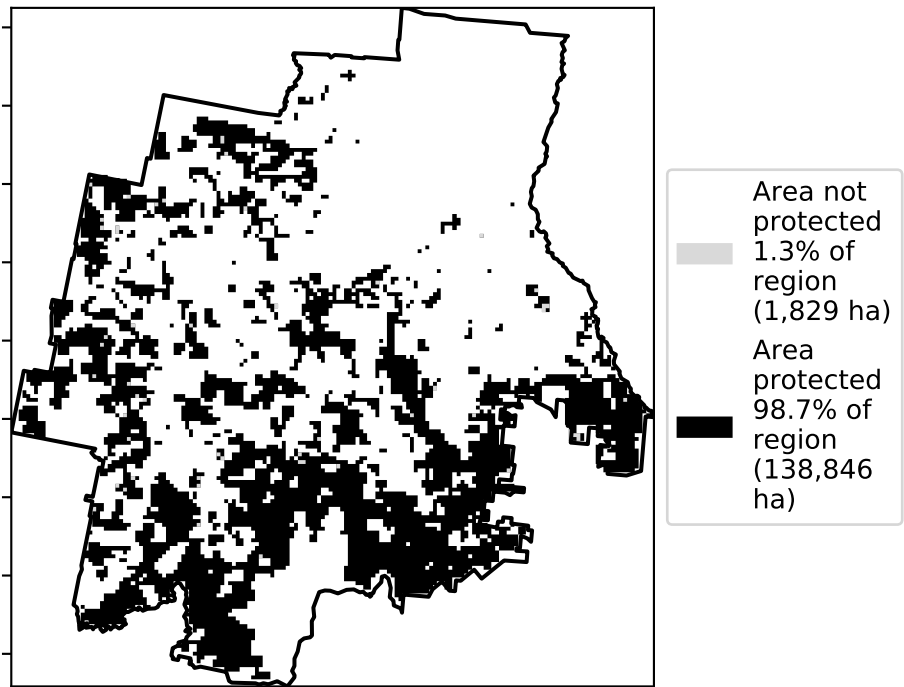 Area not
protected
1.3% of
region
(1,829 ha)
Area
protected
98.7% of
region
(138,846
ha)